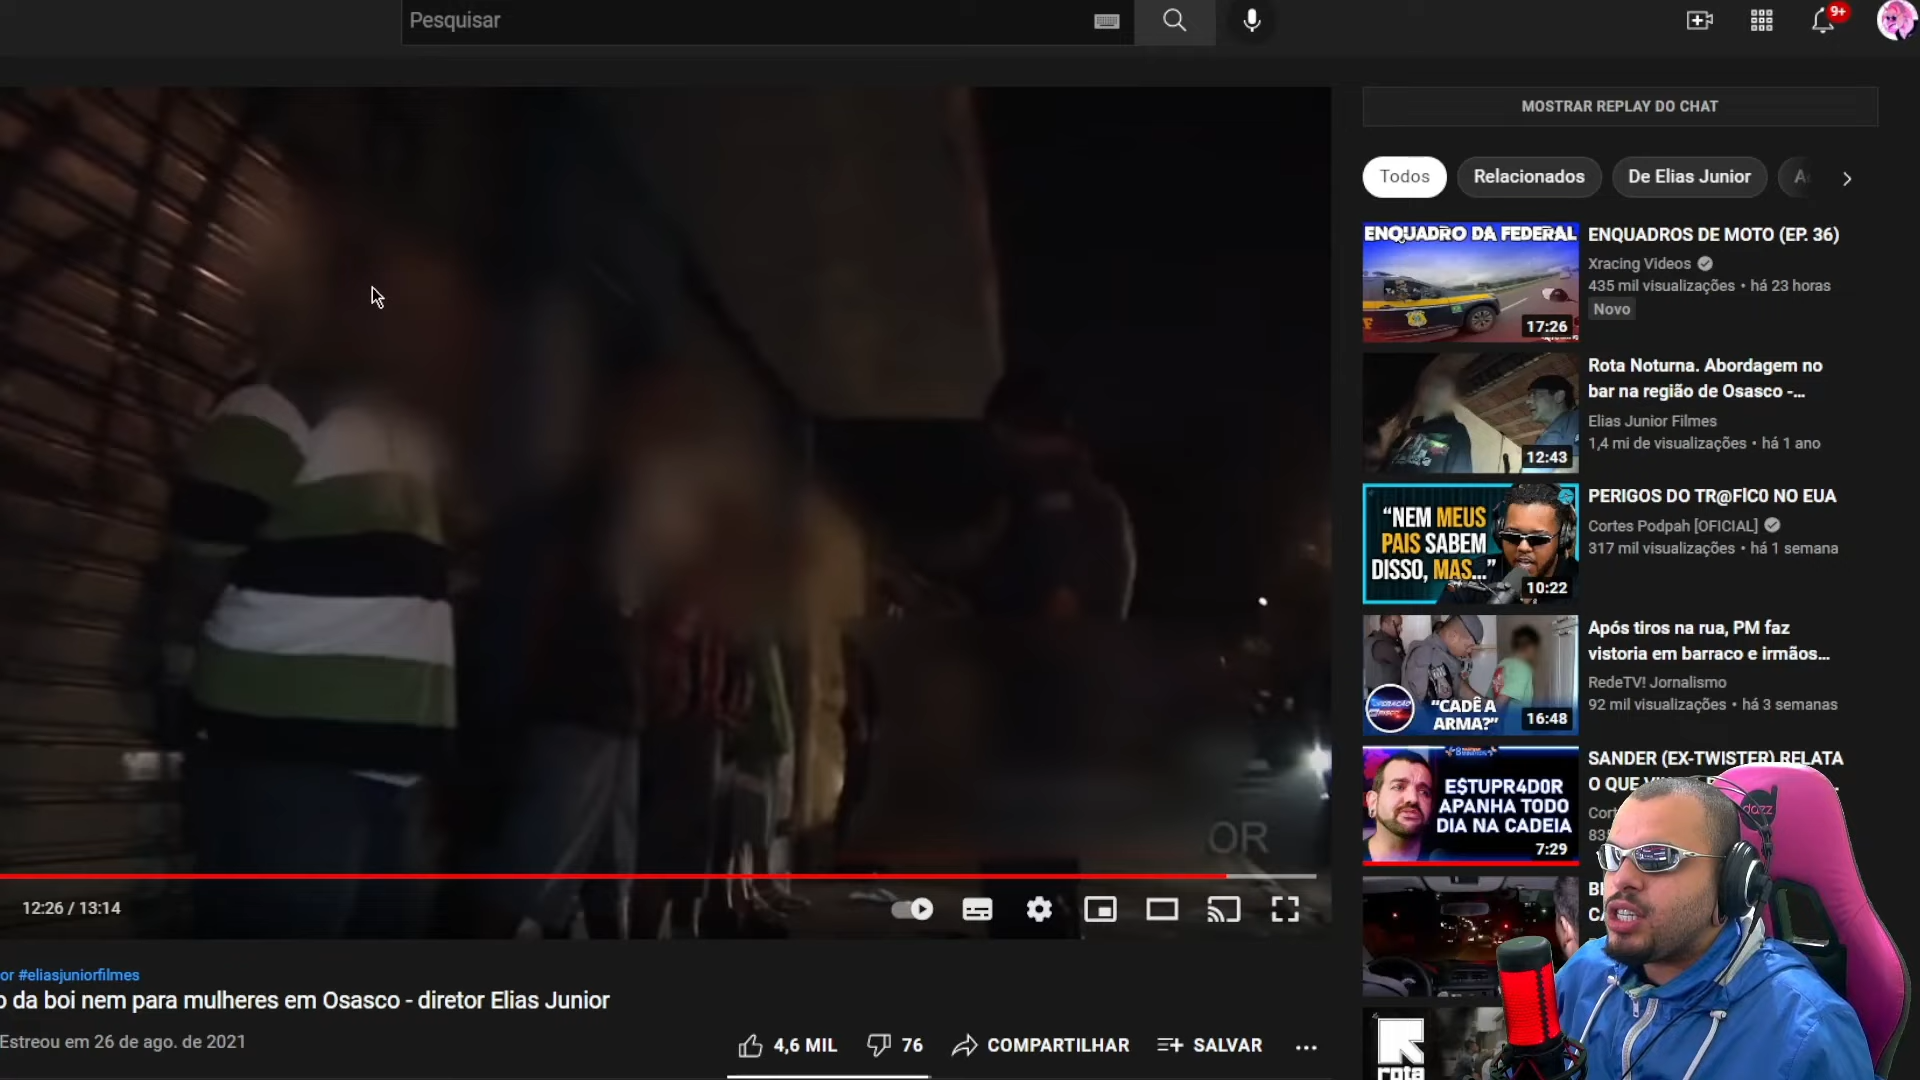 Pesquisar
9+
MOSTRAR REPLAY DO CHAT
Todos
Relacionados
De Elias Junior
ENQUADRO DA FEDERAL
17:26
ENQUADROS DE MOTO (EP. 36)
Xracing Videos
435 mil visualizações • há 23 horas
Novo
12:43
Rota Noturna. Abordagem no
bar na região de Osasco -...
Elias Junior Filmes
1,4 mi de visualizações • há 1 ano
“NEM MEUS
PAIS SABEM
DISSO, MAS...”
10:22
PERIGOS DO TR@FlC0 NO EUA
Cortes Podpah [OFICIAL]
317 mil visualizações • há 1 semana
“CADÊ A
ARMA?”
16:48
Após tiros na rua, PM faz
vistoria em barraco e irmãos...
RedeTV! Jornalismo
92 mil visualizações • há 3 semanas
E$TUPR4D0R
APANHA TODO
DIA NA CADEIA
7:29
SANDER (EX-TWISTER) RELATA
O QUE
OR
12:26 / 13:14
or #eliasjuniorfilmes
o da boi nem para mulheres em Osasco - diretor Elias Junior
Estreou em 26 de ago. de 2021
4,6 MIL
76
COMPARTILHAR
SALVAR
rota
dazz